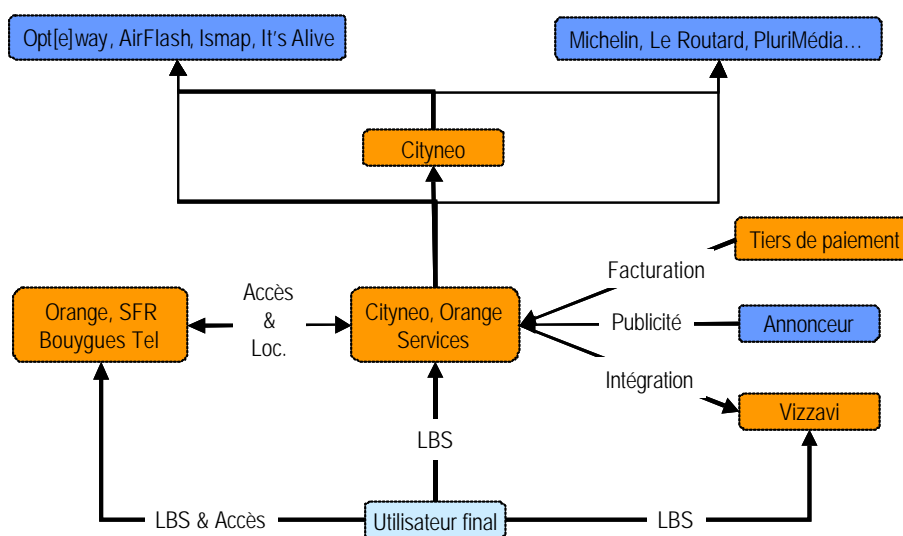 Opt[e]way, AirFlash, Ismap, It's Alive
Michelin, Le Routard, PluriMédia…
Cityneo
Tiers de paiement
Facturation
Accès
&
Loc.
Orange, SFR
Bouygues Tel
Cityneo, Orange
Services
Publicité
Annonceur
Intégration
Vizzavi
LBS
LBS & Accès
Utilisateur final
LBS